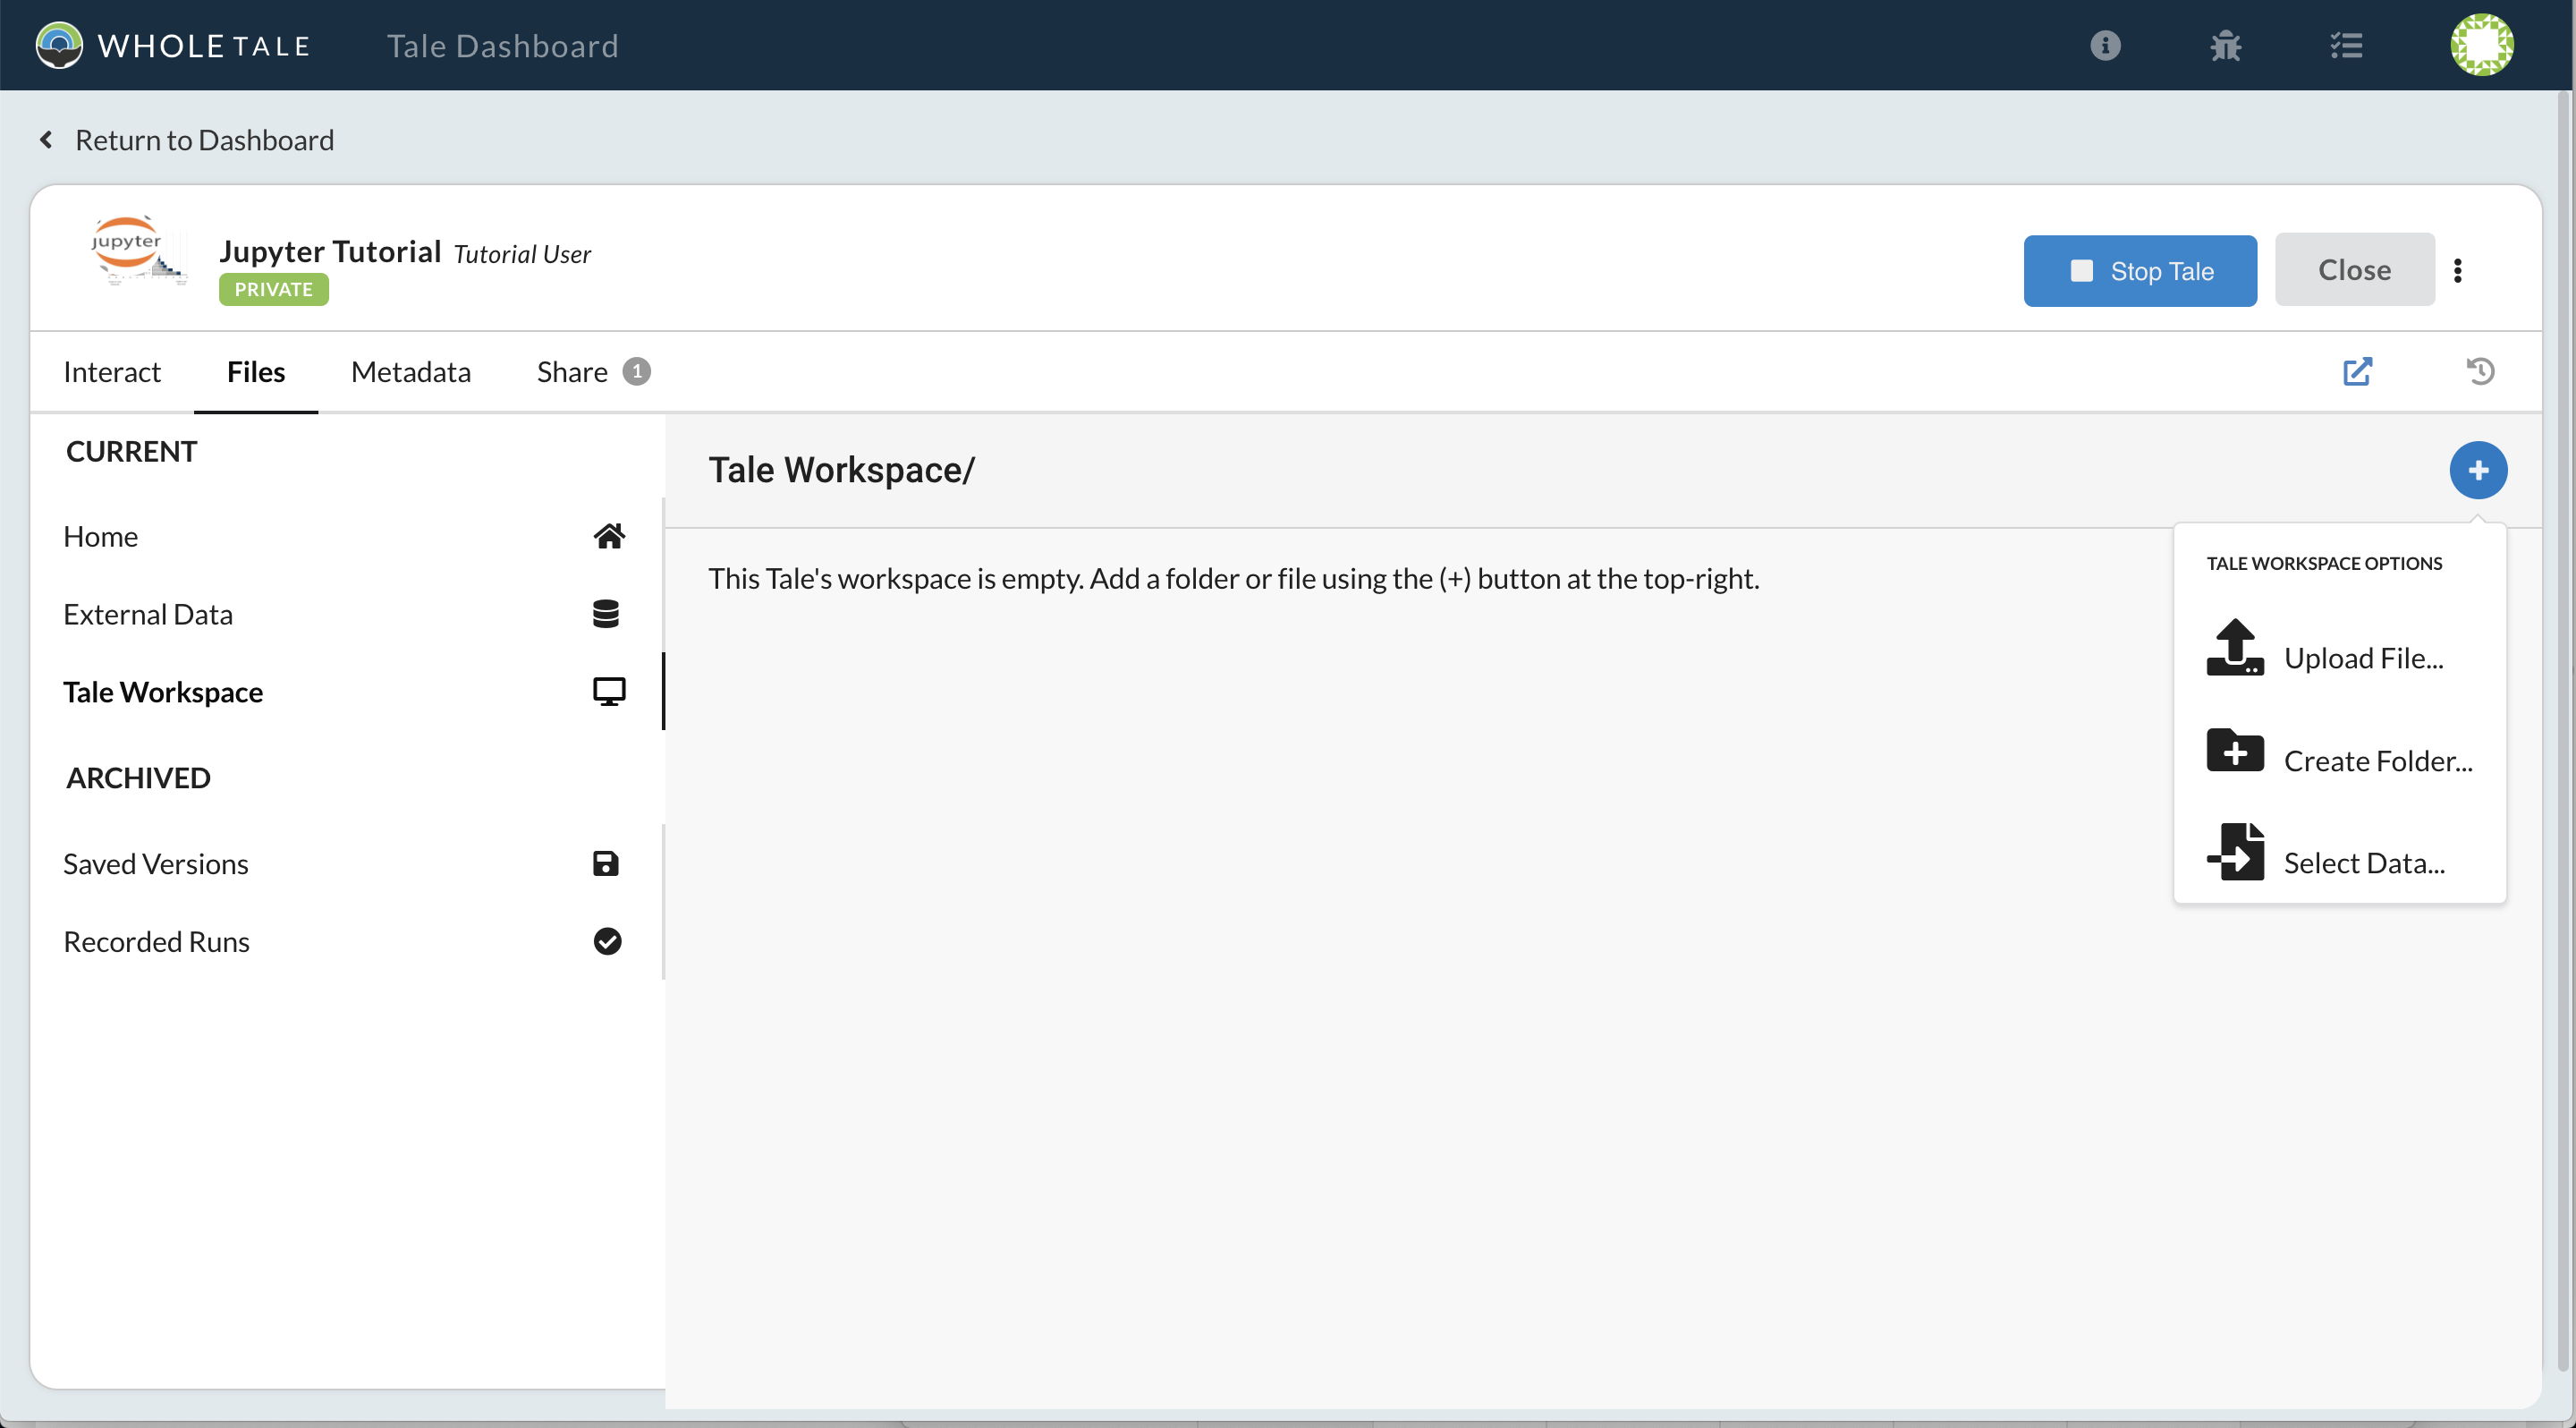 WHOLE TALE
Tale Dashboard
Return to Dashboard
jupyter
Jupyter Tutorial Tutorial User
PRIVATE
Stop Tale
Close
Interact
Files
Metadata
Share 1
CURRENT
Home
External Data
Tale Workspace
ARCHIVED
Saved Versions
Recorded Runs
Tale Workspace/
This Tale's workspace is empty. Add a folder or file using the (+) button at the top-right.
TALE WORKSPACE OPTIONS
Upload File...
Create Folder...
Select Data...